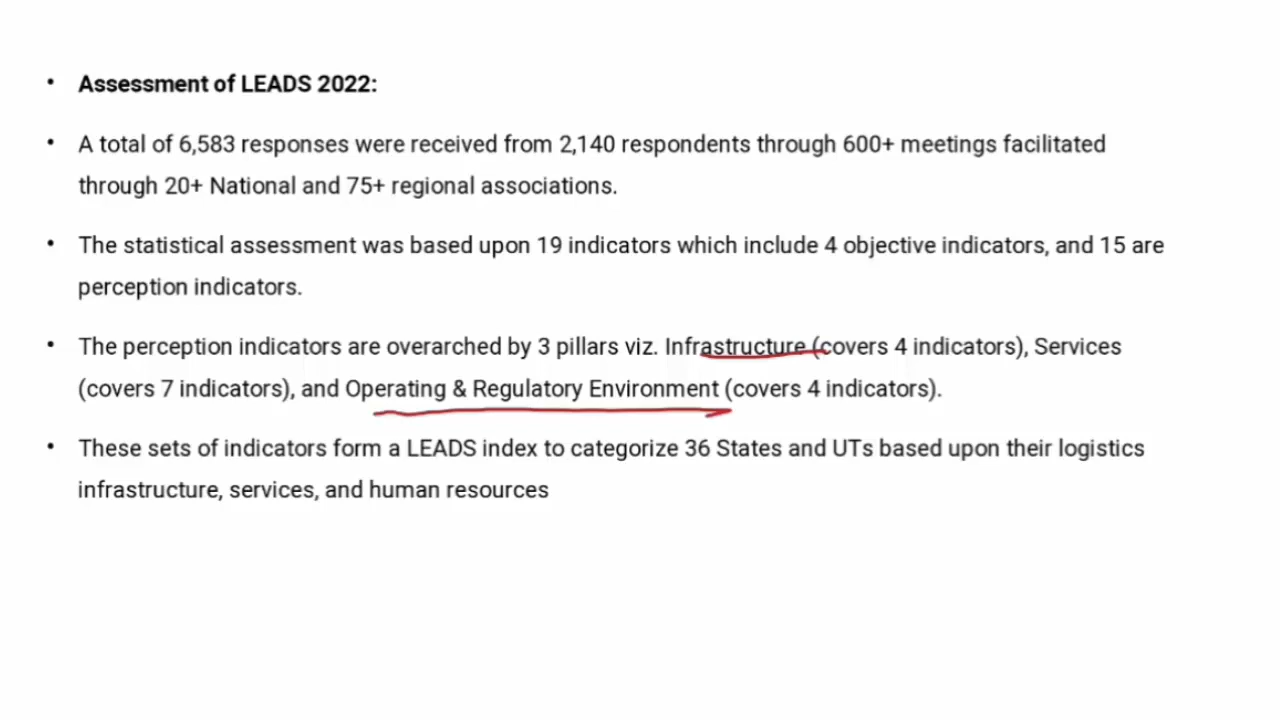 • Assessment of LEADS 2022:
• A total of 6,583 responses were received from 2,140 respondents through 600+ meetings facilitated
through 20+ National and 75+ regional associations.
• The statistical assessment was based upon 19 indicators which include 4 objective indicators, and 15 are
perception indicators.
• The perception indicators are overarched by 3 pillars viz. Infrastructure (covers 4 indicators), Services
(covers 7 indicators), and Operating & Regulatory Environment (covers 4 indicators).
• These sets of indicators form a LEADS index to categorize 36 States and UTs based upon their logistics
infrastructure, services, and human resources